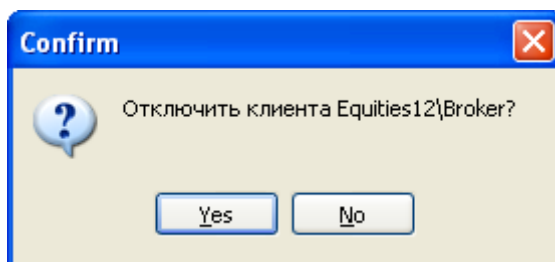 Confirm
Отключить клиента Equities12\Broker?
Yes No